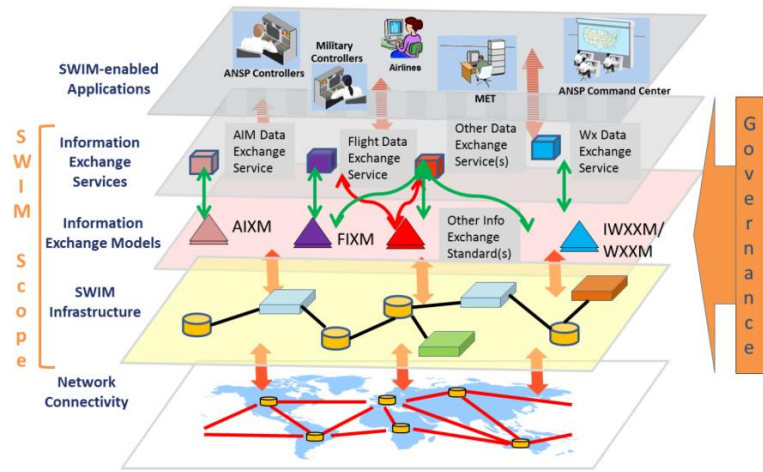 SWIM-enabled
Applications
ANSP Controllers
Military
Controllers
Airlines
MET
ANSP Command Center
SWIM Scope
Information
Exchange
Services
AIM Data
Exchange
Service
Flight Data
Exchange
Service
Other Data
Exchange
Service(s)
Wx Data
Exchange
Service
Information
Exchange Models
AIXM
FIXM
Other Info
Exchange
Standard(s)
IWXXM/
WXXM
SWIM
Infrastructure
Network
Connectivity
Governance